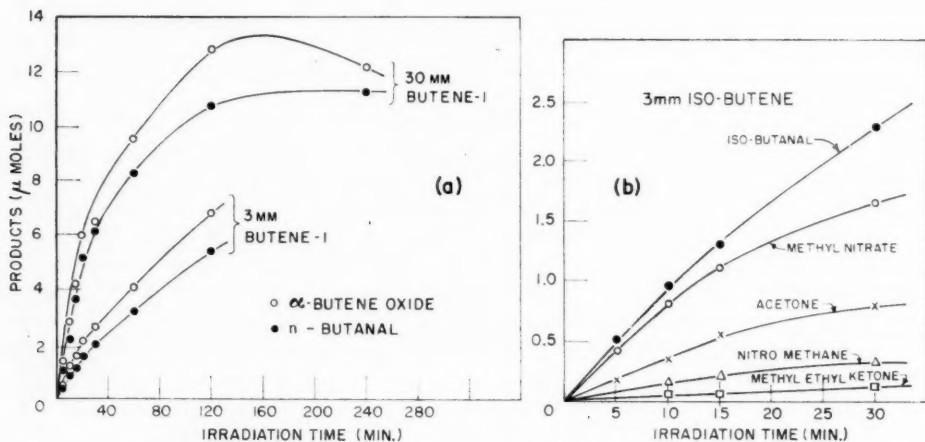 14
12
10
8
6
4
2
0
PRODUCTS (μ MOLES)
40 80 120 160 200 240 280
IRRADIATION TIME (MIN.)
30 MM
BUTENE-1
(a)
3 MM
BUTENE-1
α-BUTENE OXIDE
n - BUTANAL
3mm ISO-BUTENE
2.5
2.0
1.5
1.0
0.5
(b)
ISO-BUTANAL
METHYL NITRATE
ACETONE
NITRO METHANE
METHYL ETHYL KETONE
5 10 15 20 25 30
IRRADIATION TIME (MIN.)